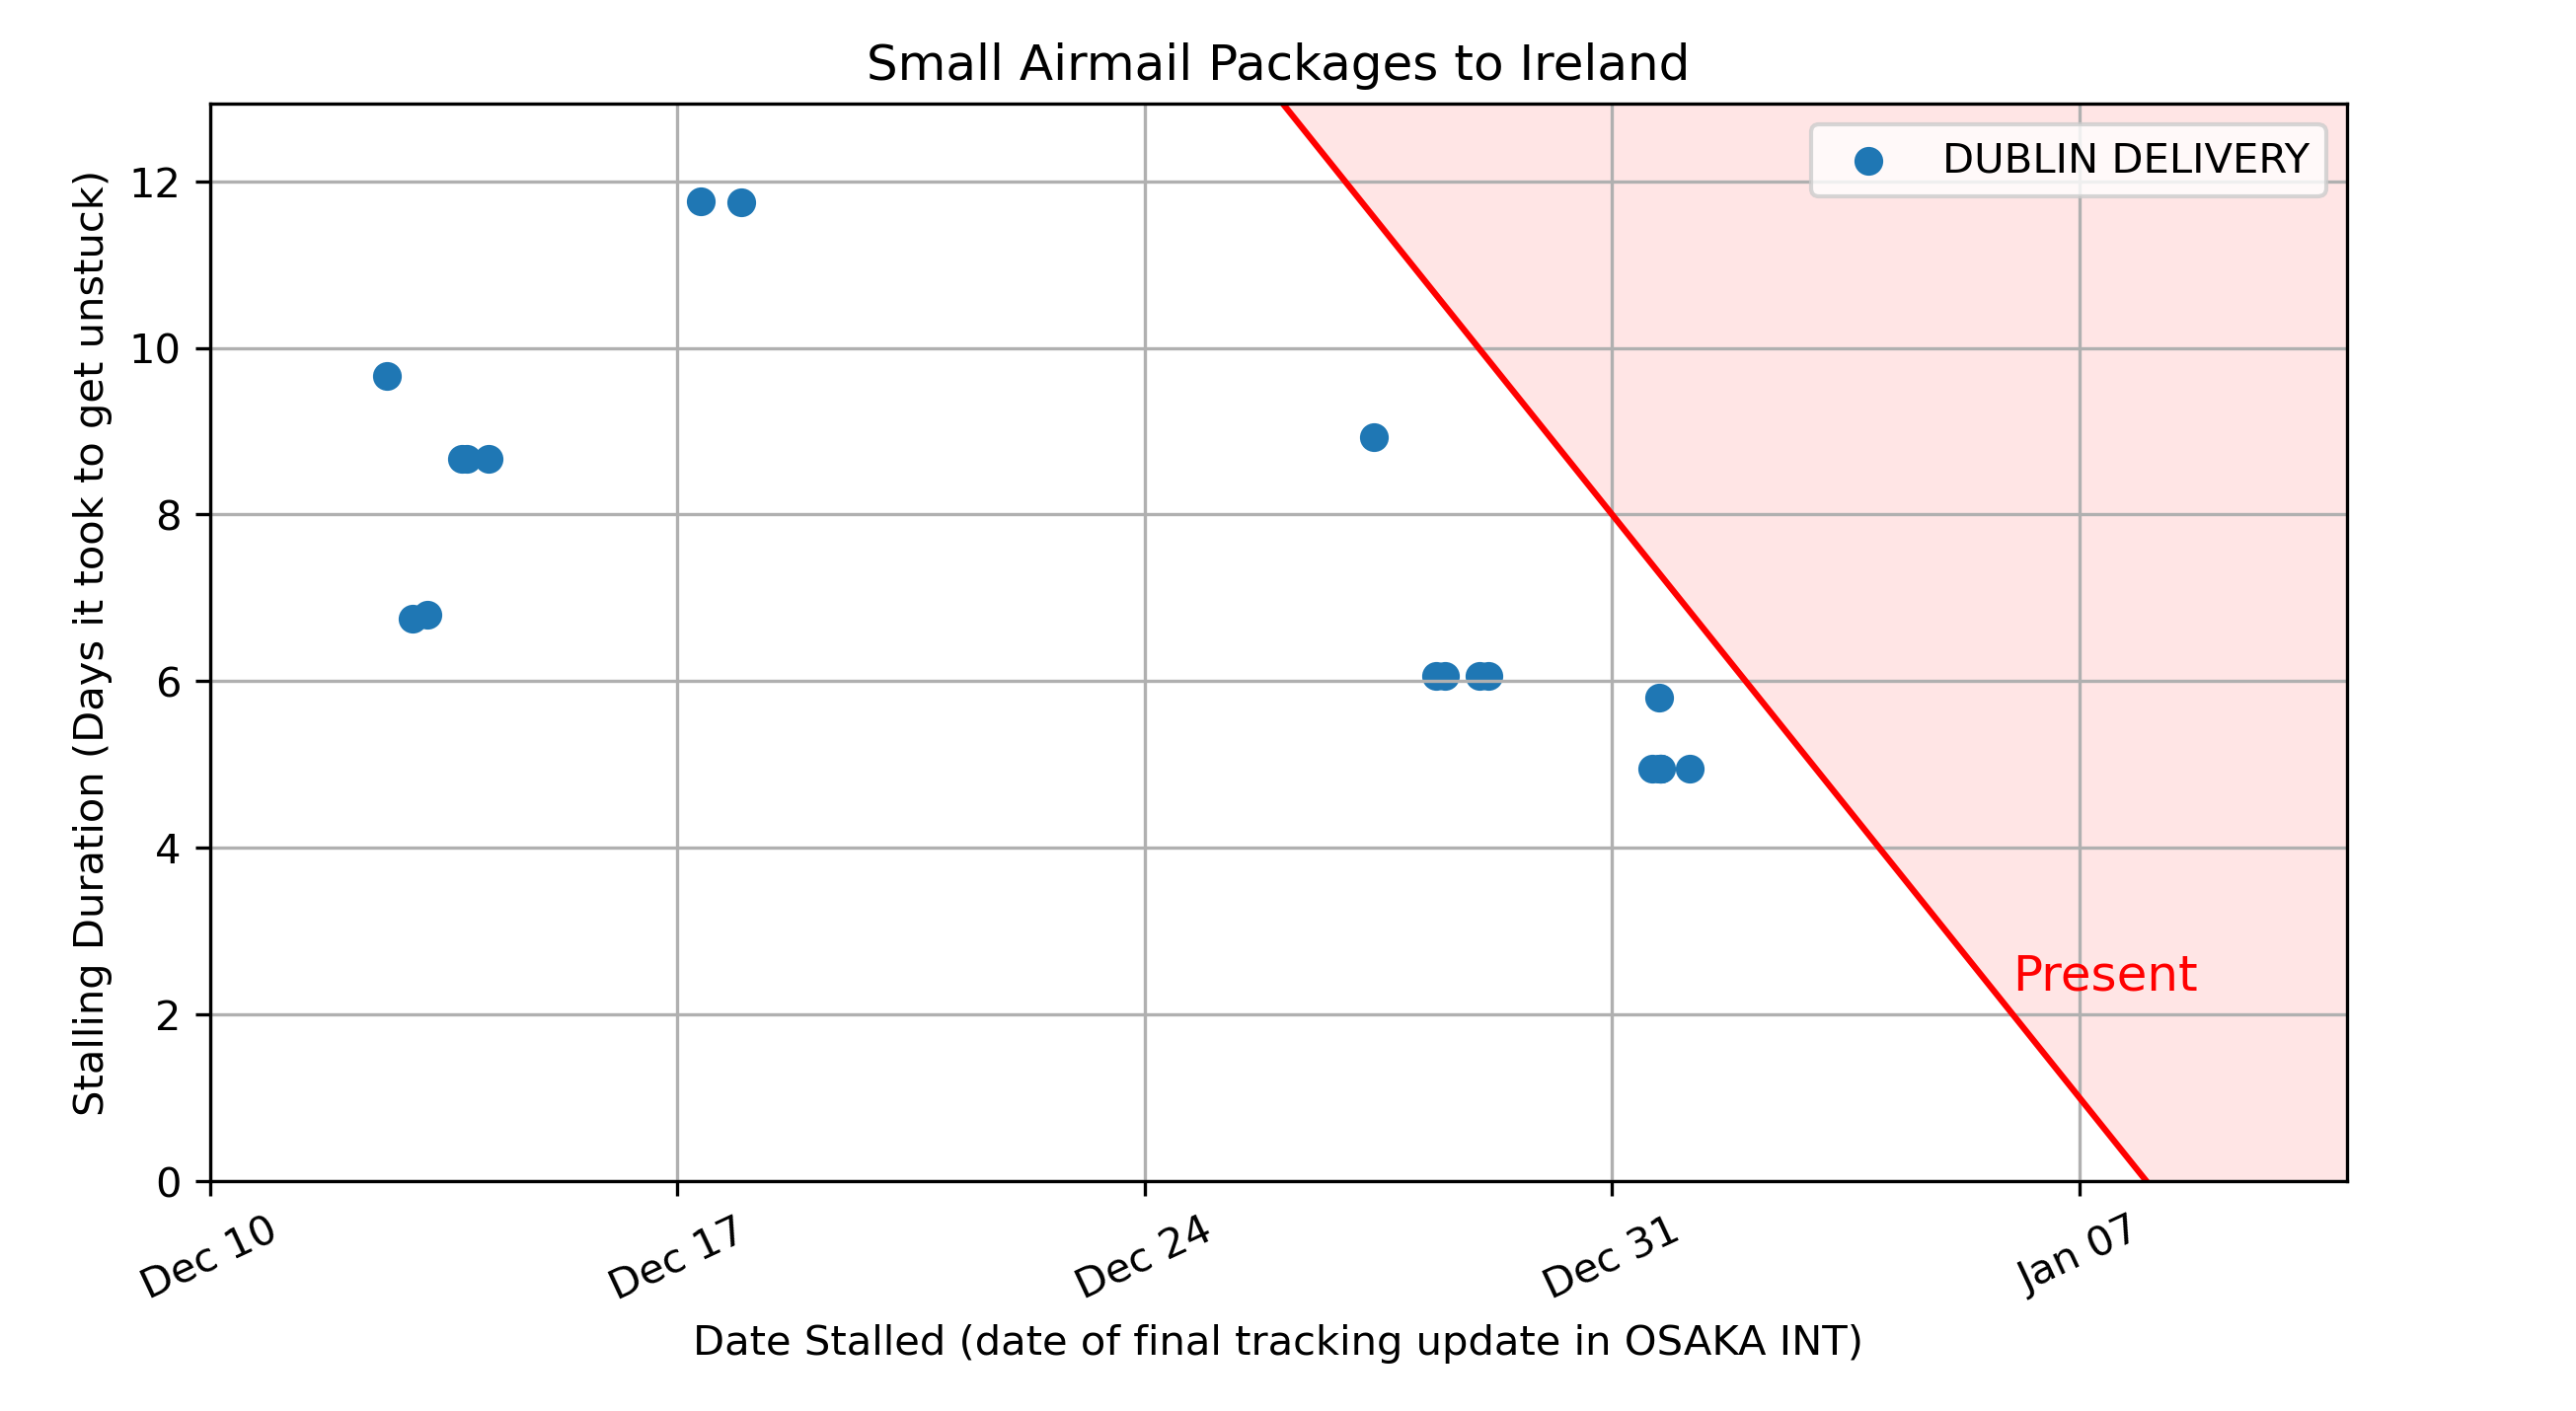 Small Airmail Packages to Ireland
DUBLIN DELIVERY
Stalling Duration (Days it took to get unstuck)
12
10
8
6
4
2
0
Present
Dec 10
Dec 17
Dec 24
Dec 31
Jan 07
Date Stalled (date of final tracking update in OSAKA INT)